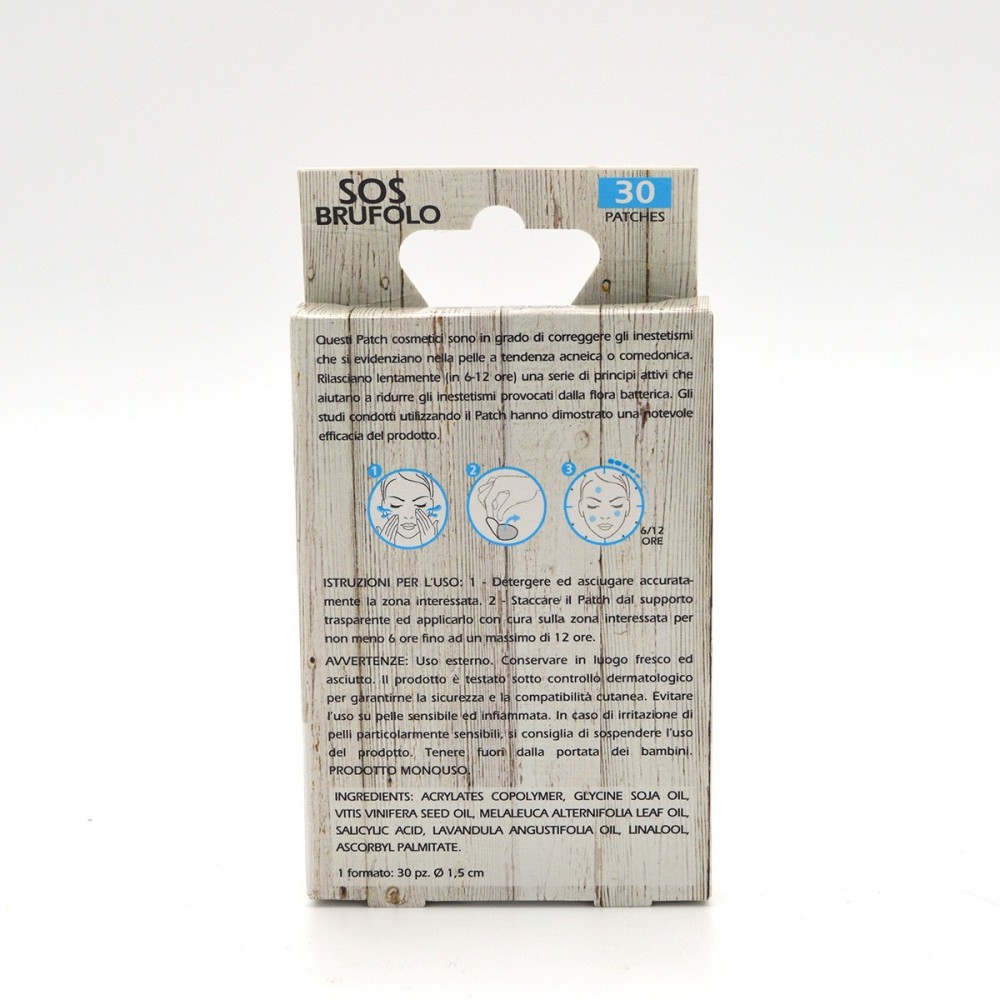 SOS
BRUFOLO
30
PATCHES
Questi Patch cosmetici sono in grado di correggere gli inestetismi
che si evidenziano nella pelle a tendenza acneica o comedonica.
Rilasciano lentamente (in 6-12 ore) una serie di principi attivi che
aiutano a ridurre gli inestetismi provocati dalla flora batterica. Gli
studi condotti utilizzando il Patch hanno dimostrato una notevole
efficacia del prodotto.
1
2
3
6/12
ORE
ISTRUZIONI PER L'USO: 1 - Detergere ed asciugare accurata-
mente la zona interessata. 2 - Staccare il Patch dal supporto
trasparente ed applicarlo con cura sulla zona interessata per
non meno 6 ore fino ad un massimo di 12 ore.
AVVERTENZE: Uso esterno. Conservare in luogo fresco ed
asciutto. Il prodotto è testato sotto controllo dermatologico
per garantirne la sicurezza e la compatibilità cutanea. Evitare
l'uso su pelle sensibile ed infiammata. In caso di irritazione di
pelli particolarmente sensibili, si consiglia di sospendere l'uso
del prodotto. Tenere fuori dalla portata dei bambini.
PRODOTTO MONOUSO.
INGREDIENTS: ACRYLATES COPOLYMER, GLYCINE SOJA OIL,
VITIS VINIFERA SEED OIL, MELALEUCA ALTERNIFOLIA LEAF OIL,
SALICYLIC ACID, LAVANDULA ANGUSTIFOLIA OIL, LINALOOL,
ASCORBYL PALMITATE.
1 formato: 30 pz. Ø 1,5 cm